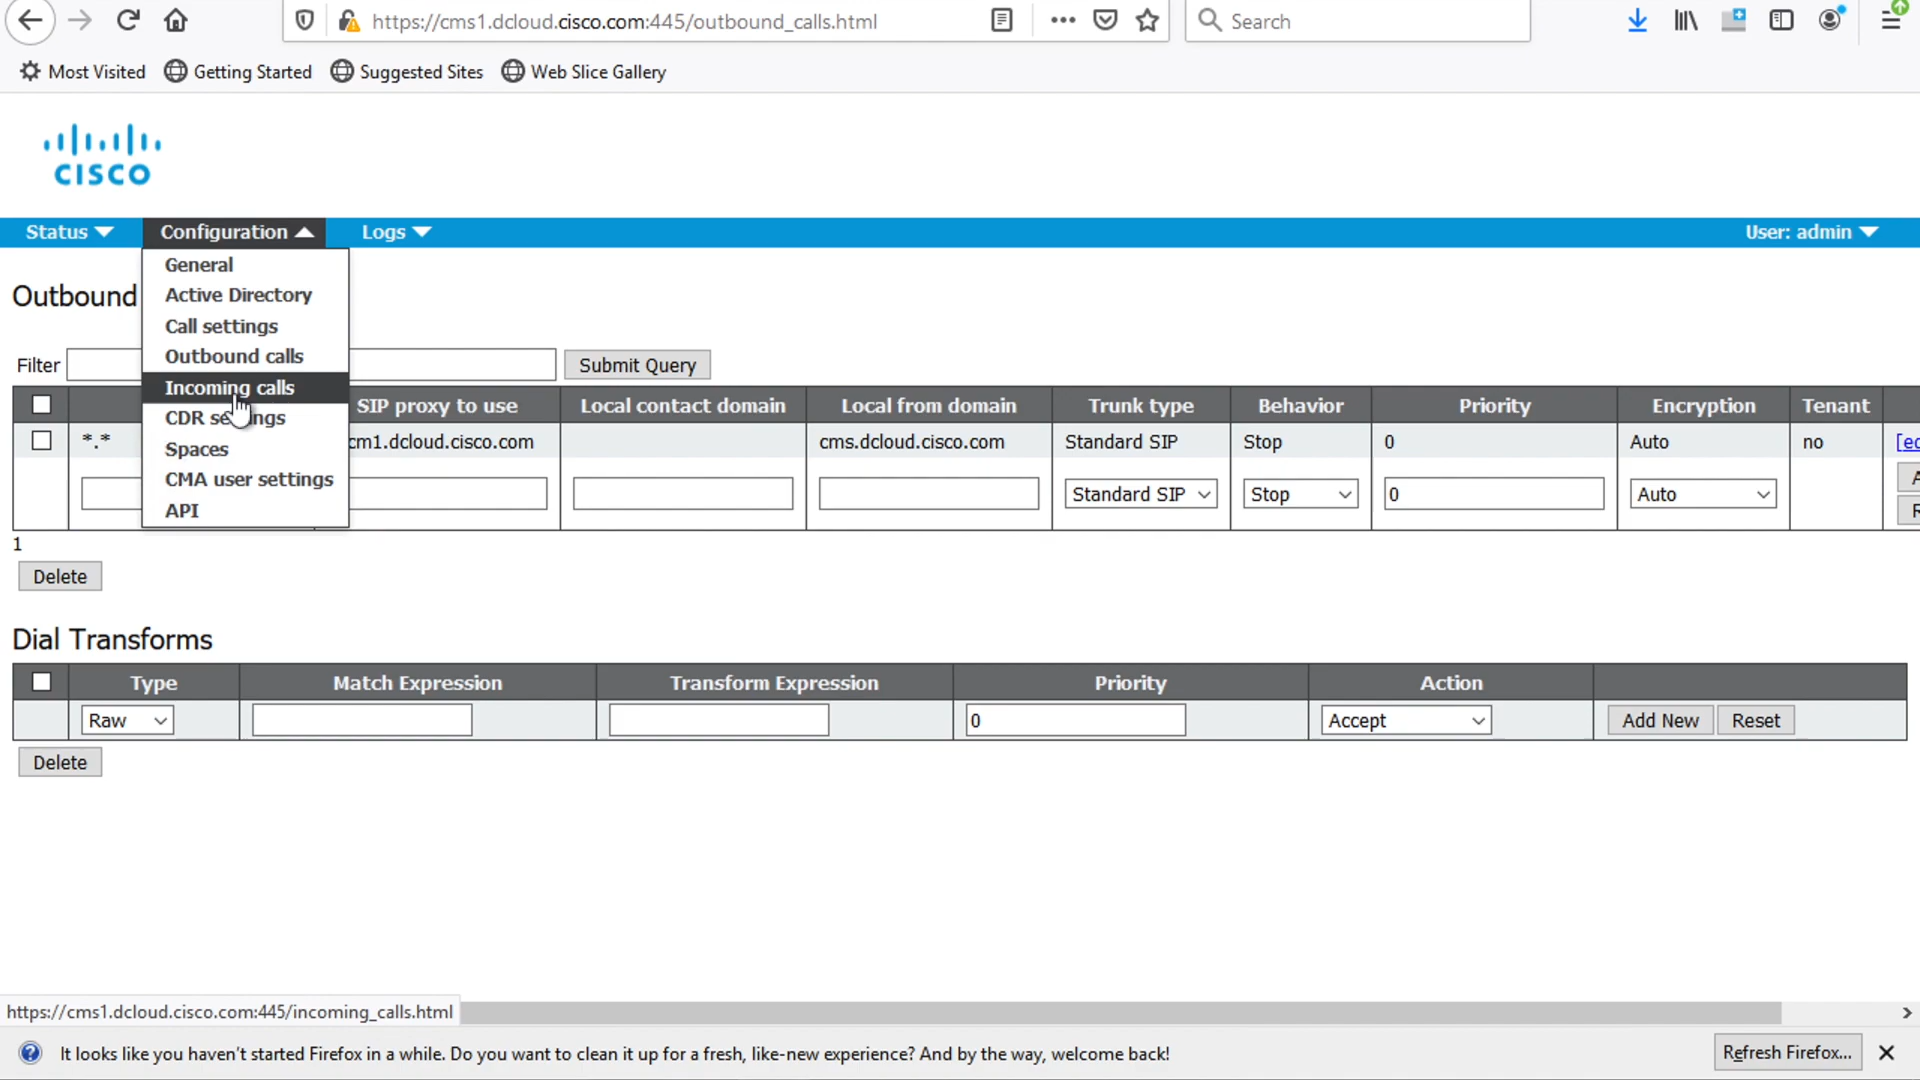 https://cms1.dcloud.cisco.com:445/outbound_calls.html
Search
Most Visited
Getting Started
Suggested Sites
Web Slice Gallery
CISCO
Status
Configuration
Logs
User: admin
General
Active Directory
Call settings
Outbound calls
Incoming calls
CDR settings
Spaces
CMA user settings
API
Outbound
Filter
Submit Query
SIP proxy to use
Local contact domain
Local from domain
Trunk type
Behavior
Priority
Encryption
Tenant
*.*
cm1.dcloud.cisco.com
cms.dcloud.cisco.com
Standard SIP
Stop
0
Auto
no
Standard SIP
Stop
0
Auto
1
Delete
Dial Transforms
Type
Match Expression
Transform Expression
Priority
Action
Raw
0
Accept
Add New
Reset
Delete
https://cms1.dcloud.cisco.com:445/incoming_calls.html
It looks like you haven't started Firefox in a while. Do you want to clean it up for a fresh, like-new experience? And by the way, welcome back!
Refresh Firefox...